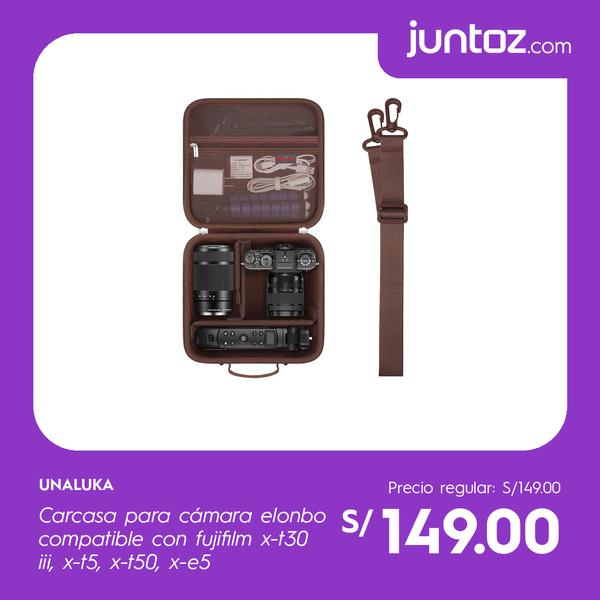 juntoz.com
UNALUKA
Carcasa para cámara elonbo
compatible con fujifilm x-t30
iii, x-t5, x-t50, x-e5
Precio regular: S/149.00
S/ 149.00